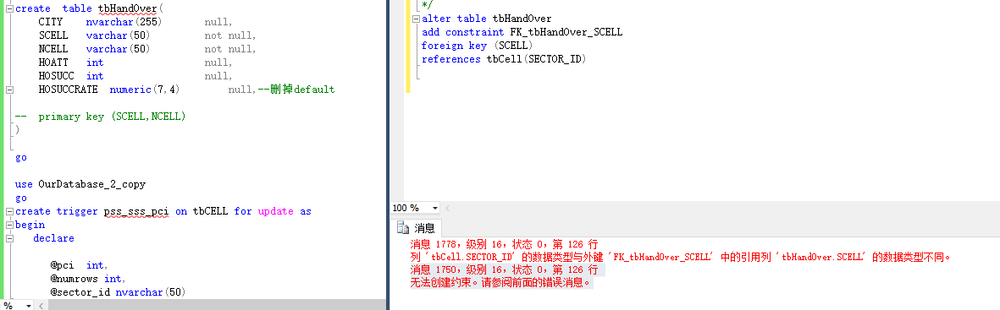 create table tbHandOver(
CITY nvarchar(255) null,
SCELL varchar(50) not null,
NCELL varchar(50) not null,
HOATT int null,
HOSUCC int null,
HOSUCCRATE numeric(7,4) null,--删掉default
-- primary key (SCELL,NCELL)
)
go
use OurDatabase_2_copy
go
create trigger pss_sss_pci on tbCELL for update as
begin
declare
@pci int,
@numrows int,
@sector_id nvarchar(50)
%
*/
alter table tbHandOver
add constraint FK_tbHandOver_SCELL
foreign key (SCELL)
references tbCell(SECTOR_ID)
100 %
消息
消息 1778，级别 16，状态 0，第 126 行
列 'tbCell.SECTOR_ID' 的数据类型与外键 'FK_tbHandOver_SCELL' 中的引用列 'tbHandOver.SCELL' 的数据类型不同。
消息 1750，级别 16，状态 0，第 126 行
无法创建约束。请参阅前面的错误消息。